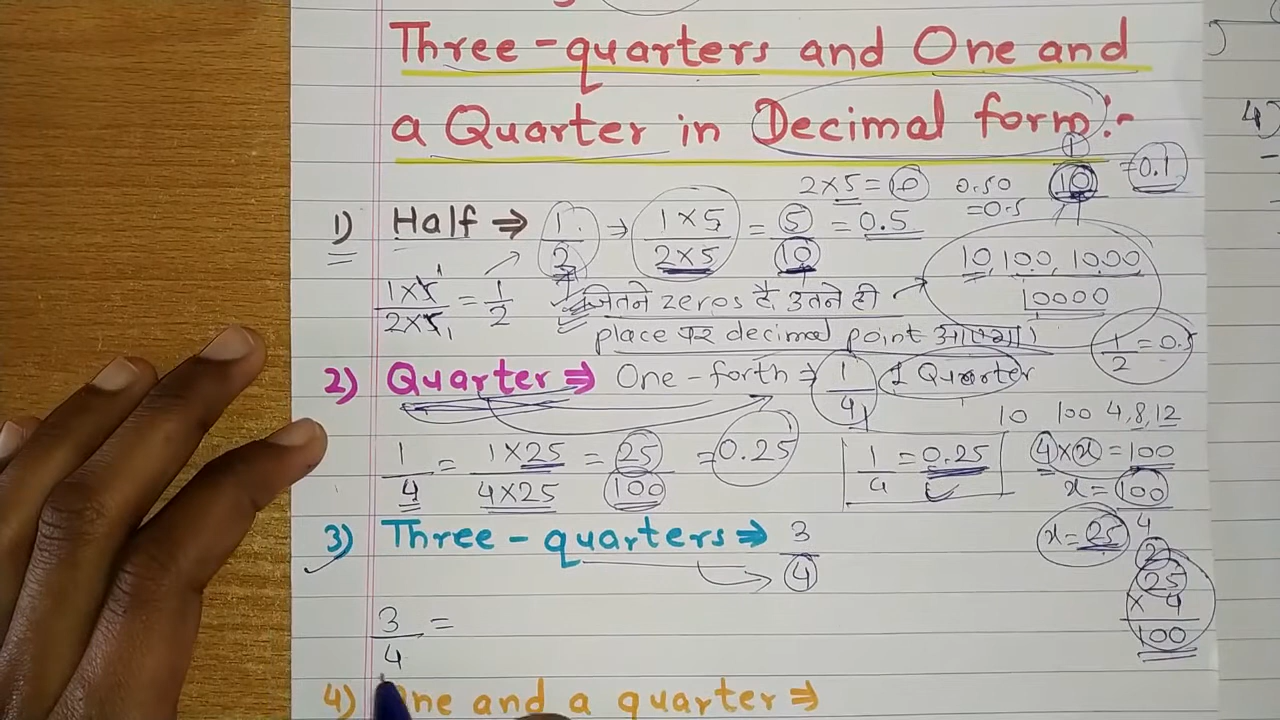 Three-quarters and One and
a Quarter in Decimal form:-
2×5=10 0.50 =0.5 1/10 =0.1
1) Half ⇒ 1/2 → 1×5/2×5 = 5/10 = 0.5
10,100,1000
10000
1×5/2×5 = 1/2 जितने zeros है उतने ही
place पर decimal point आएगा।
1/2 = 0.5
2) Quarter ⇒ One-forth ⇒ 1/4 1 Quarter
10 100 4,8,12
1/4 = 1×25/4×25 = 25/100 = 0.25
1/4 = 0.25
4×x=100
x=100/4
x=25
3) Three-quarters ⇒ 3/4
25
× 4
100
3/4 =
4) One and a quarter ⇒
4)